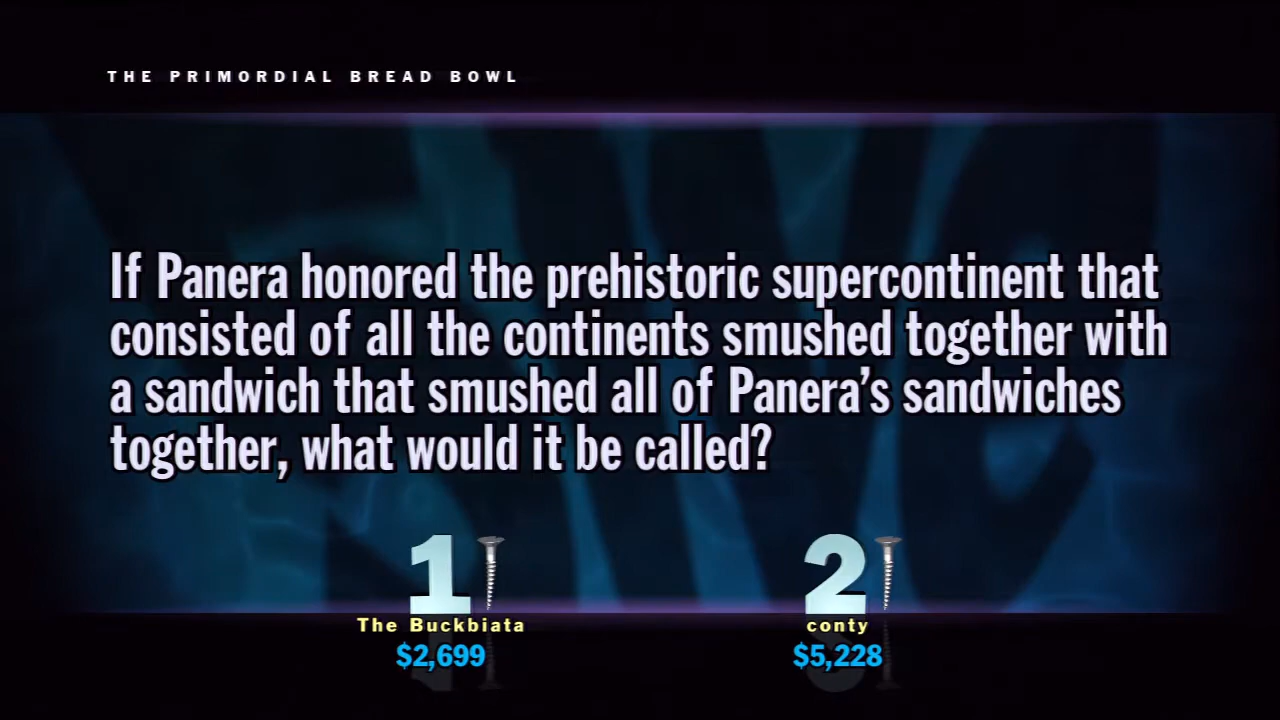 THE PRIMORDIAL BREAD BOWL
If Panera honored the prehistoric supercontinent that
consisted of all the continents smushed together with
a sandwich that smushed all of Panera’s sandwiches
together, what would it be called?
1 2
The Buckbiata conty
$2,699 $5,228